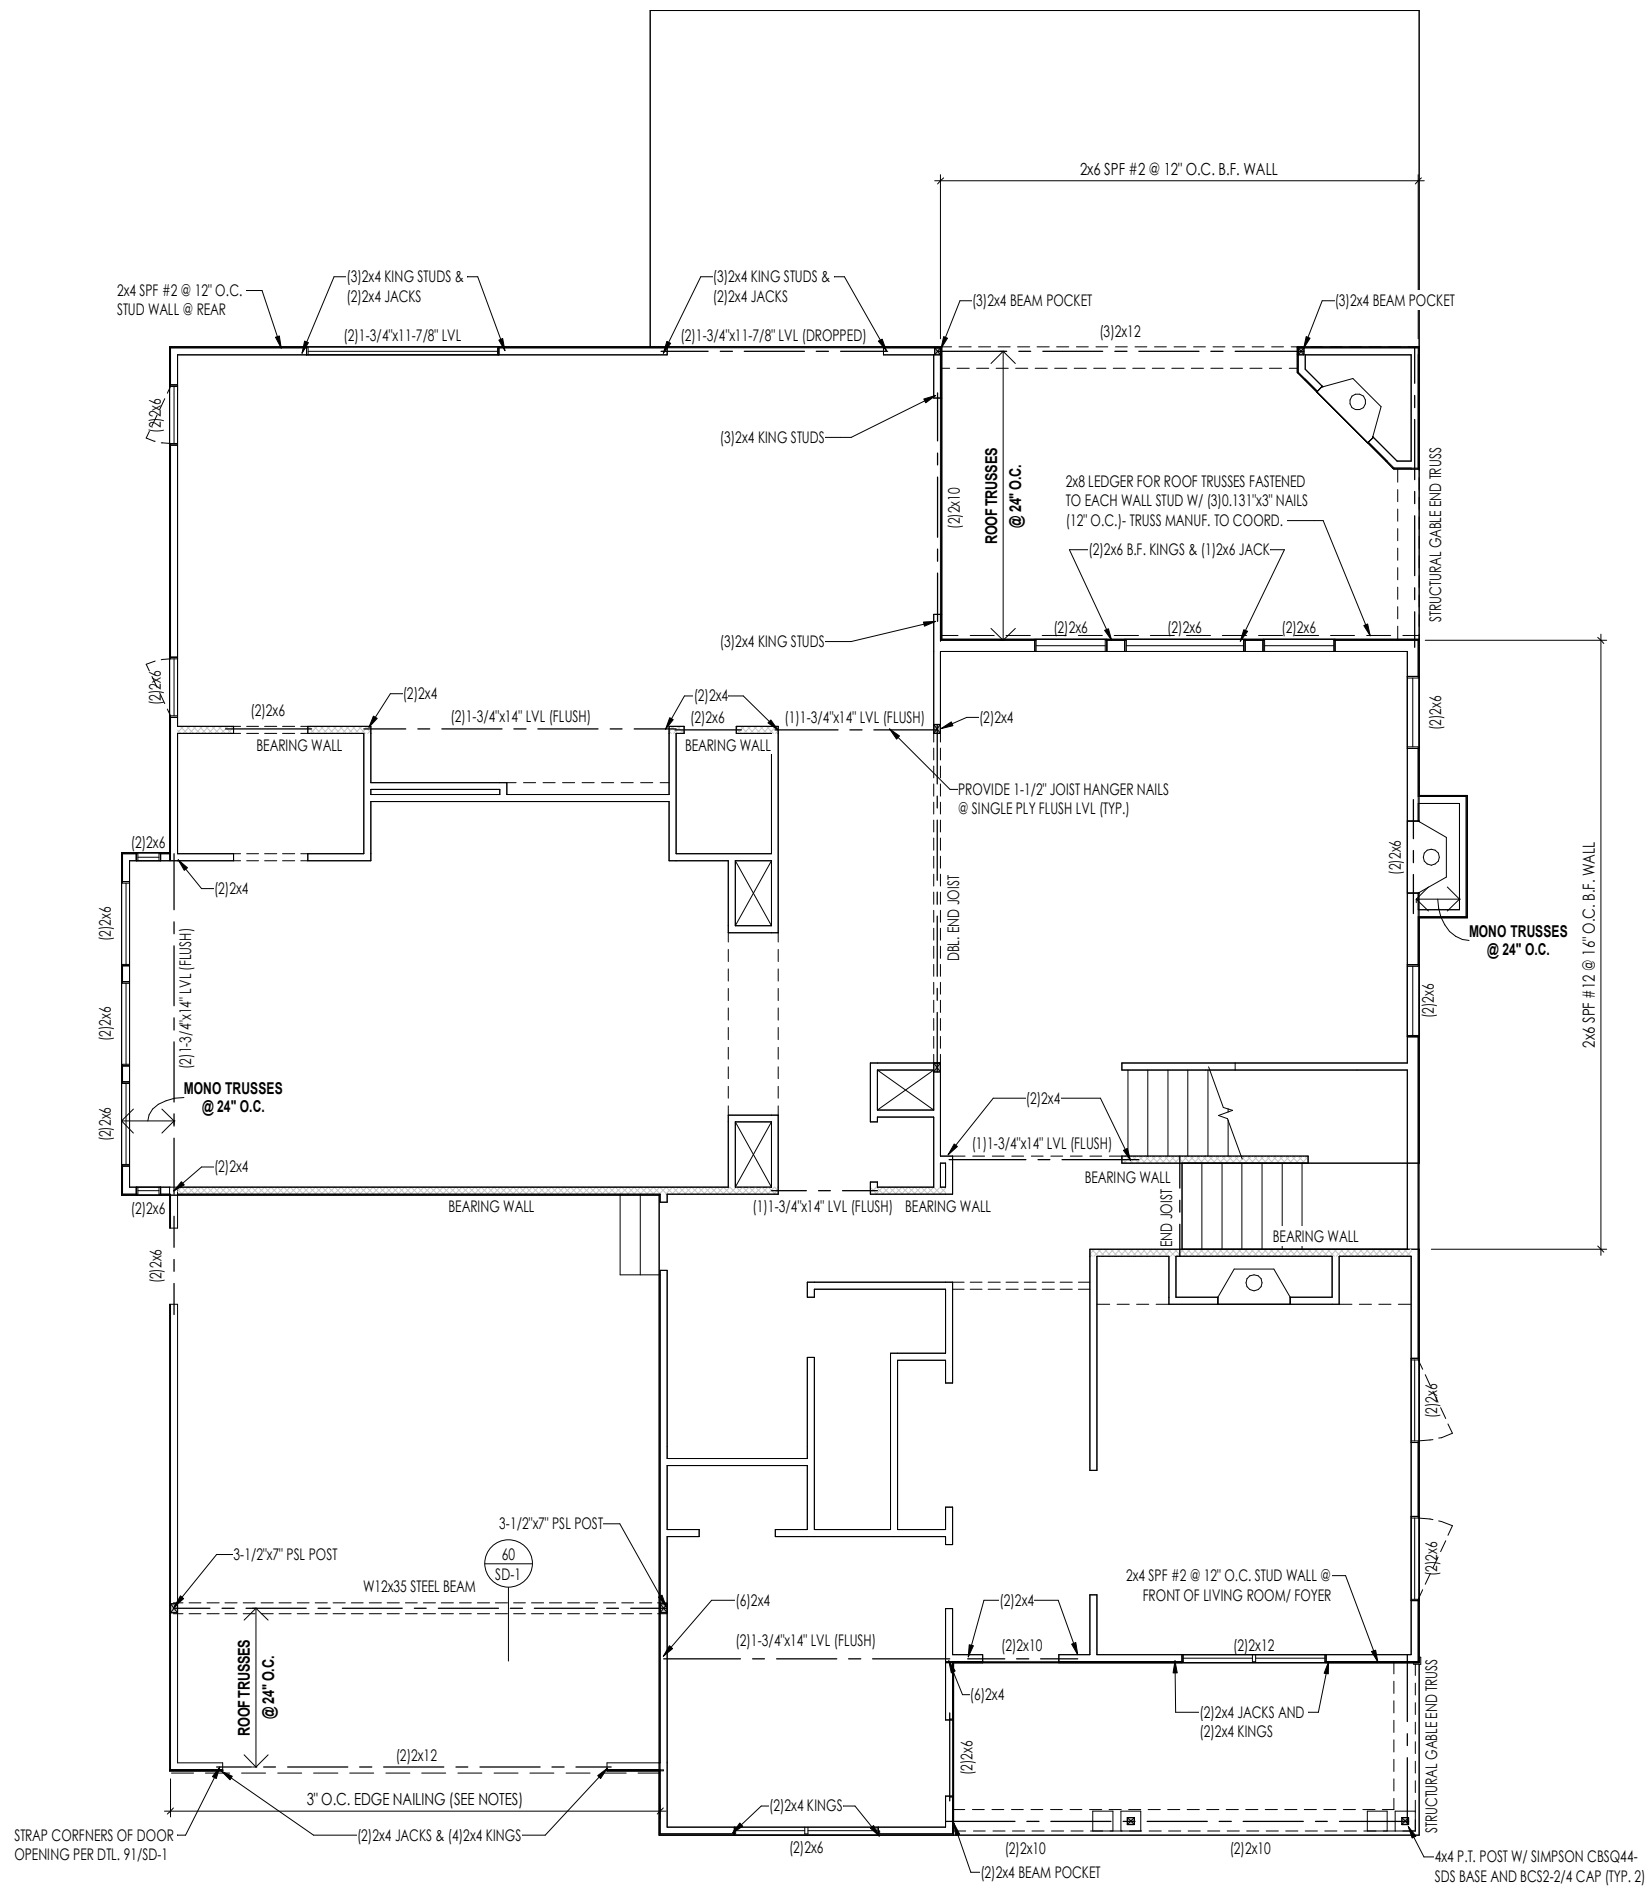 2x6 SPF #2 @ 12" O.C. B.F. WALL
2x4 SPF #2 @ 12" O.C.
STUD WALL @ REAR
(3)2x4 KING STUDS &
(2)2x4 JACKS
(2)1-3/4"x11-7/8" LVL
(3)2x4 KING STUDS &
(2)2x4 JACKS
(2)1-3/4"x11-7/8" LVL (DROPPED)
(3)2x4 BEAM POCKET
(3)2x12
(3)2x4 BEAM POCKET
(2)2x6
(3)2x4 KING STUDS
(2)2x10
ROOF TRUSSES
@ 24" O.C.
2x8 LEDGER FOR ROOF TRUSSES FASTENED
TO EACH WALL STUD W/ (3)0.131"x3" NAILS
(12" O.C.)- TRUSS MANUF. TO COORD.
(2)2x6 B.F. KINGS & (1)2x6 JACK
STRUCTURAL GABLE END TRUSS
(3)2x4 KING STUDS
(2)2x6
(2)2x6
(2)2x6
(2)2x6
(2)2x6
(2)2x4
(2)1-3/4"x14" LVL (FLUSH)
(2)2x4
(2)2x6
(1)1-3/4"x14" LVL (FLUSH)
(2)2x4
(2)2x6
BEARING WALL
BEARING WALL
PROVIDE 1-1/2" JOIST HANGER NAILS
@ SINGLE PLY FLUSH LVL (TYP.)
(2)2x6
(2)2x4
(2)2x6
(2)2x6
(2)2x6
(2)1-3/4"x14" LVL (FLUSH)
MONO TRUSSES
@ 24" O.C.
DBL. END JOIST
(2)2x6
MONO TRUSSES
@ 24" O.C.
(2)2x6
2x6 SPF #12 @ 1 6" O.C. B.F. WALL
(2)2x4
(2)2x4
(1)1-3/4"x14" LVL (FLUSH)
BEARING WALL
END JOIST
BEARING WALL
(2)2x6
BEARING WALL
(1)1-3/4"x14" LVL (FLUSH)
BEARING WALL
(2)2x6
(2)2x6
(2)2x6
3-1/2"x7" PSL POST
3-1/2"x7" PSL POST
60
SD-1
W12x35 STEEL BEAM
ROOF TRUSSES
@ 24" O.C.
(6)2x4
(2)1-3/4"x14" LVL (FLUSH)
(2)2x4
(2)2x10
2x4 SPF #2 @ 12" O.C. STUD WALL @
FRONT OF LIVING ROOM/ FOYER
(2)2x12
(6)2x4
(2)2x4 JACKS AND
(2)2x4 KINGS
STRUCTURAL GABLE END TRUSS
(2)2x6
(2)2x12
3" O.C. EDGE NAILING (SEE NOTES)
STRAP CORFNERS OF DOOR
OPENING PER DTL. 91/SD-1
(2)2x4 JACKS & (4)2x4 KINGS
(2)2x4 KINGS
(2)2x6
(2)2x10
(2)2x10
(2)2x4 BEAM POCKET
4x4 P.T. POST W/ SIMPSON CBSQ44-
SDS BASE AND BCS2-2/4 CAP (TYP. 2)